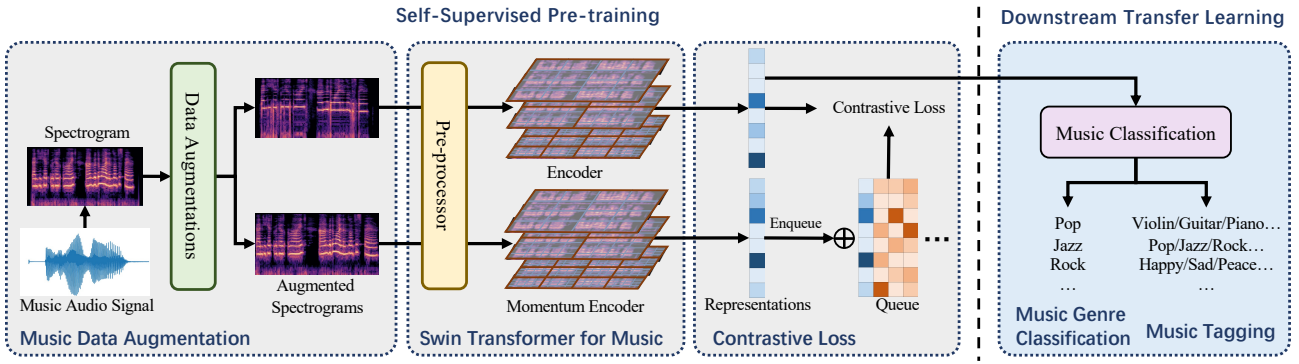 Self-Supervised Pre-training
Downstream Transfer Learning
Spectrogram
Music Audio Signal
Data Augmentations
Augmented
Spectrograms
Music Data Augmentation
Pre-processor
Encoder
Momentum Encoder
Swin Transformer for Music
Contrastive Loss
Enqueue
...
Representations
Queue
Contrastive Loss
Music Classification
Pop
Jazz
Rock
…
Violin/Guitar/Piano…
Pop/Jazz/Rock…
Happy/Sad/Peace…
…
Music Genre
Classification
Music Tagging